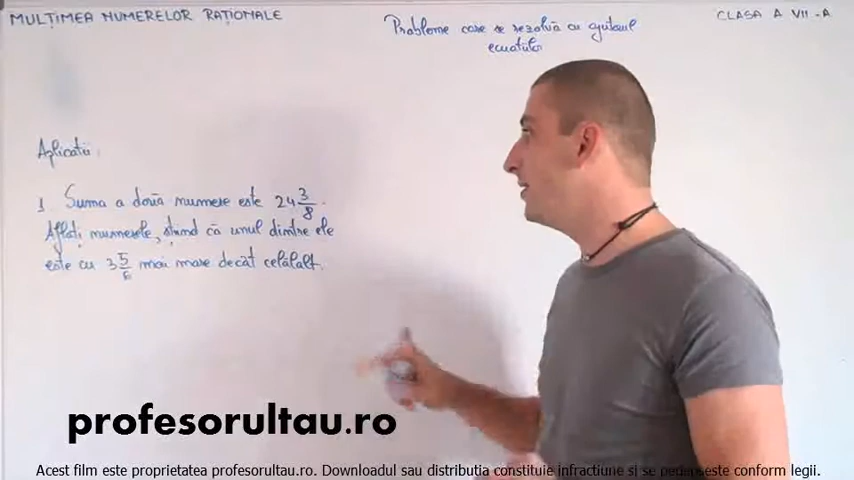 MULȚIMEA NUMERELOR RAȚIONALE
Probleme care se rezolvă cu ajutorul
ecuațiilor
CLASA A VII-A
Aplicații:
1. Suma a două numere este 24 3/8.
Aflați numerele, știind că unul dintre ele
este cu 3 5/6 mai mare decât celălalt.
profesorultau.ro
Acest film este proprietatea profesorultau.ro. Downloadul sau distributia constituie infractiune si se pedepseste conform legii.